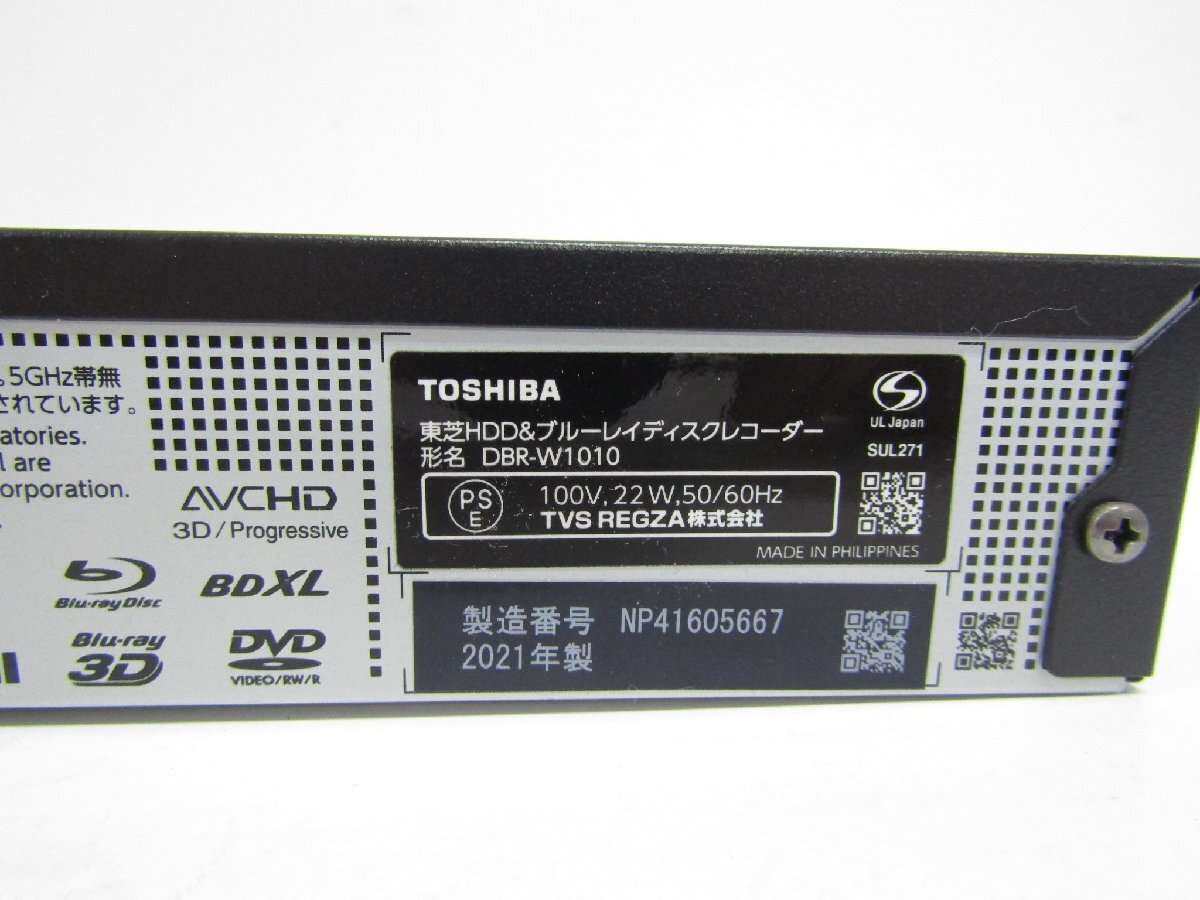 。5GHz帯無
されています。
atories.
l are
orporation.
AVCHD
3D/Progressive
Blu-ray Disc
BDXL
Blu-ray
3D
DVD
VIDEO/RW/R
TOSHIBA
東芝HDD&ブルーレイディスクレコーダー
形名 DBR-W1010
UL Japan
SUL271
PS
E
100V, 22W, 50/60Hz
TVS REGZA株式会社
MADE IN PHILIPPINES
製造番号 NP41605667
2021年製